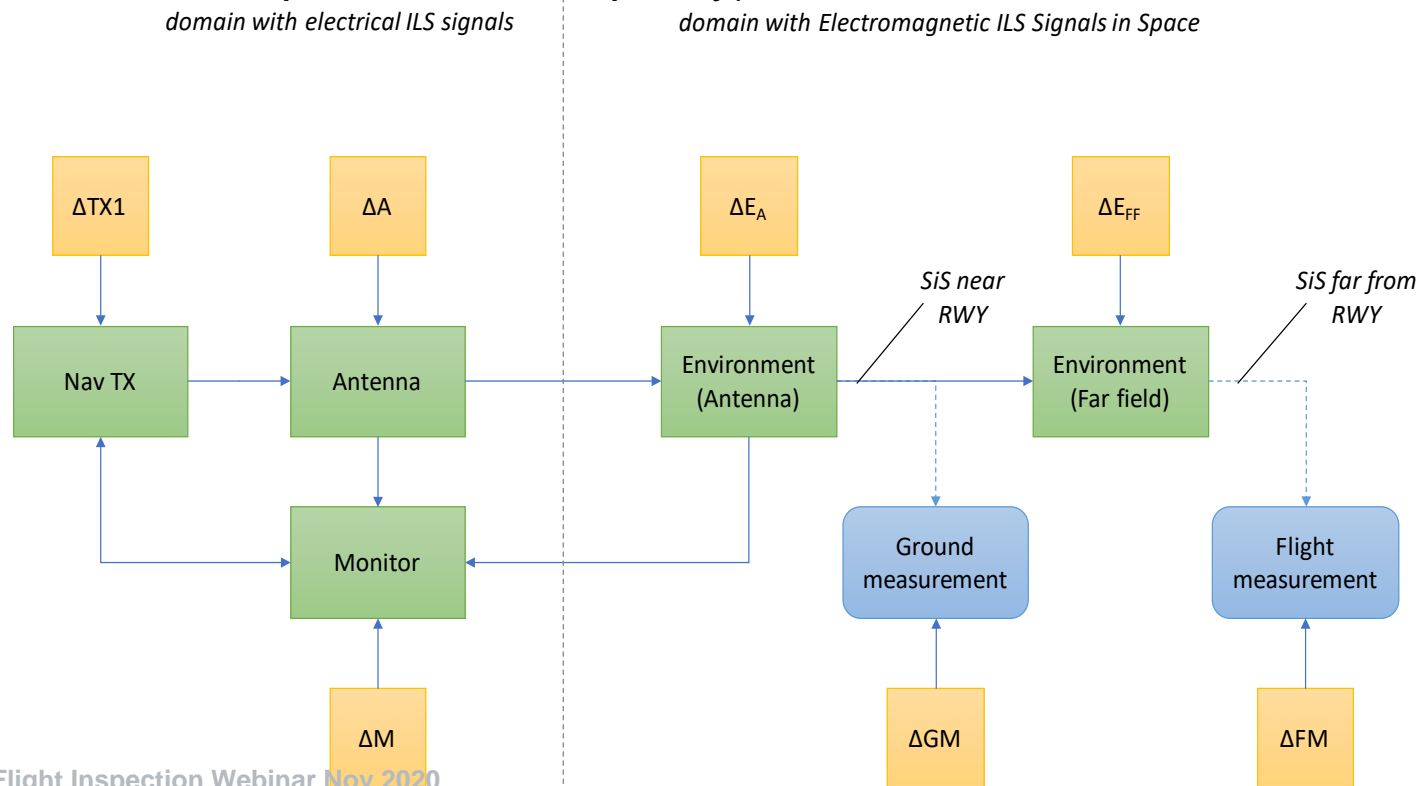 domain with electrical ILS signals
domain with Electromagnetic ILS Signals in Space
ΔTX1
ΔA
ΔE_A
ΔE_FF
SiS near
RWY
SiS far from
RWY
Nav TX
Antenna
Environment
(Antenna)
Environment
(Far field)
Monitor
Ground
measurement
Flight
measurement
ΔM
ΔGM
ΔFM
Flight Inspection Webinar Nov 2020